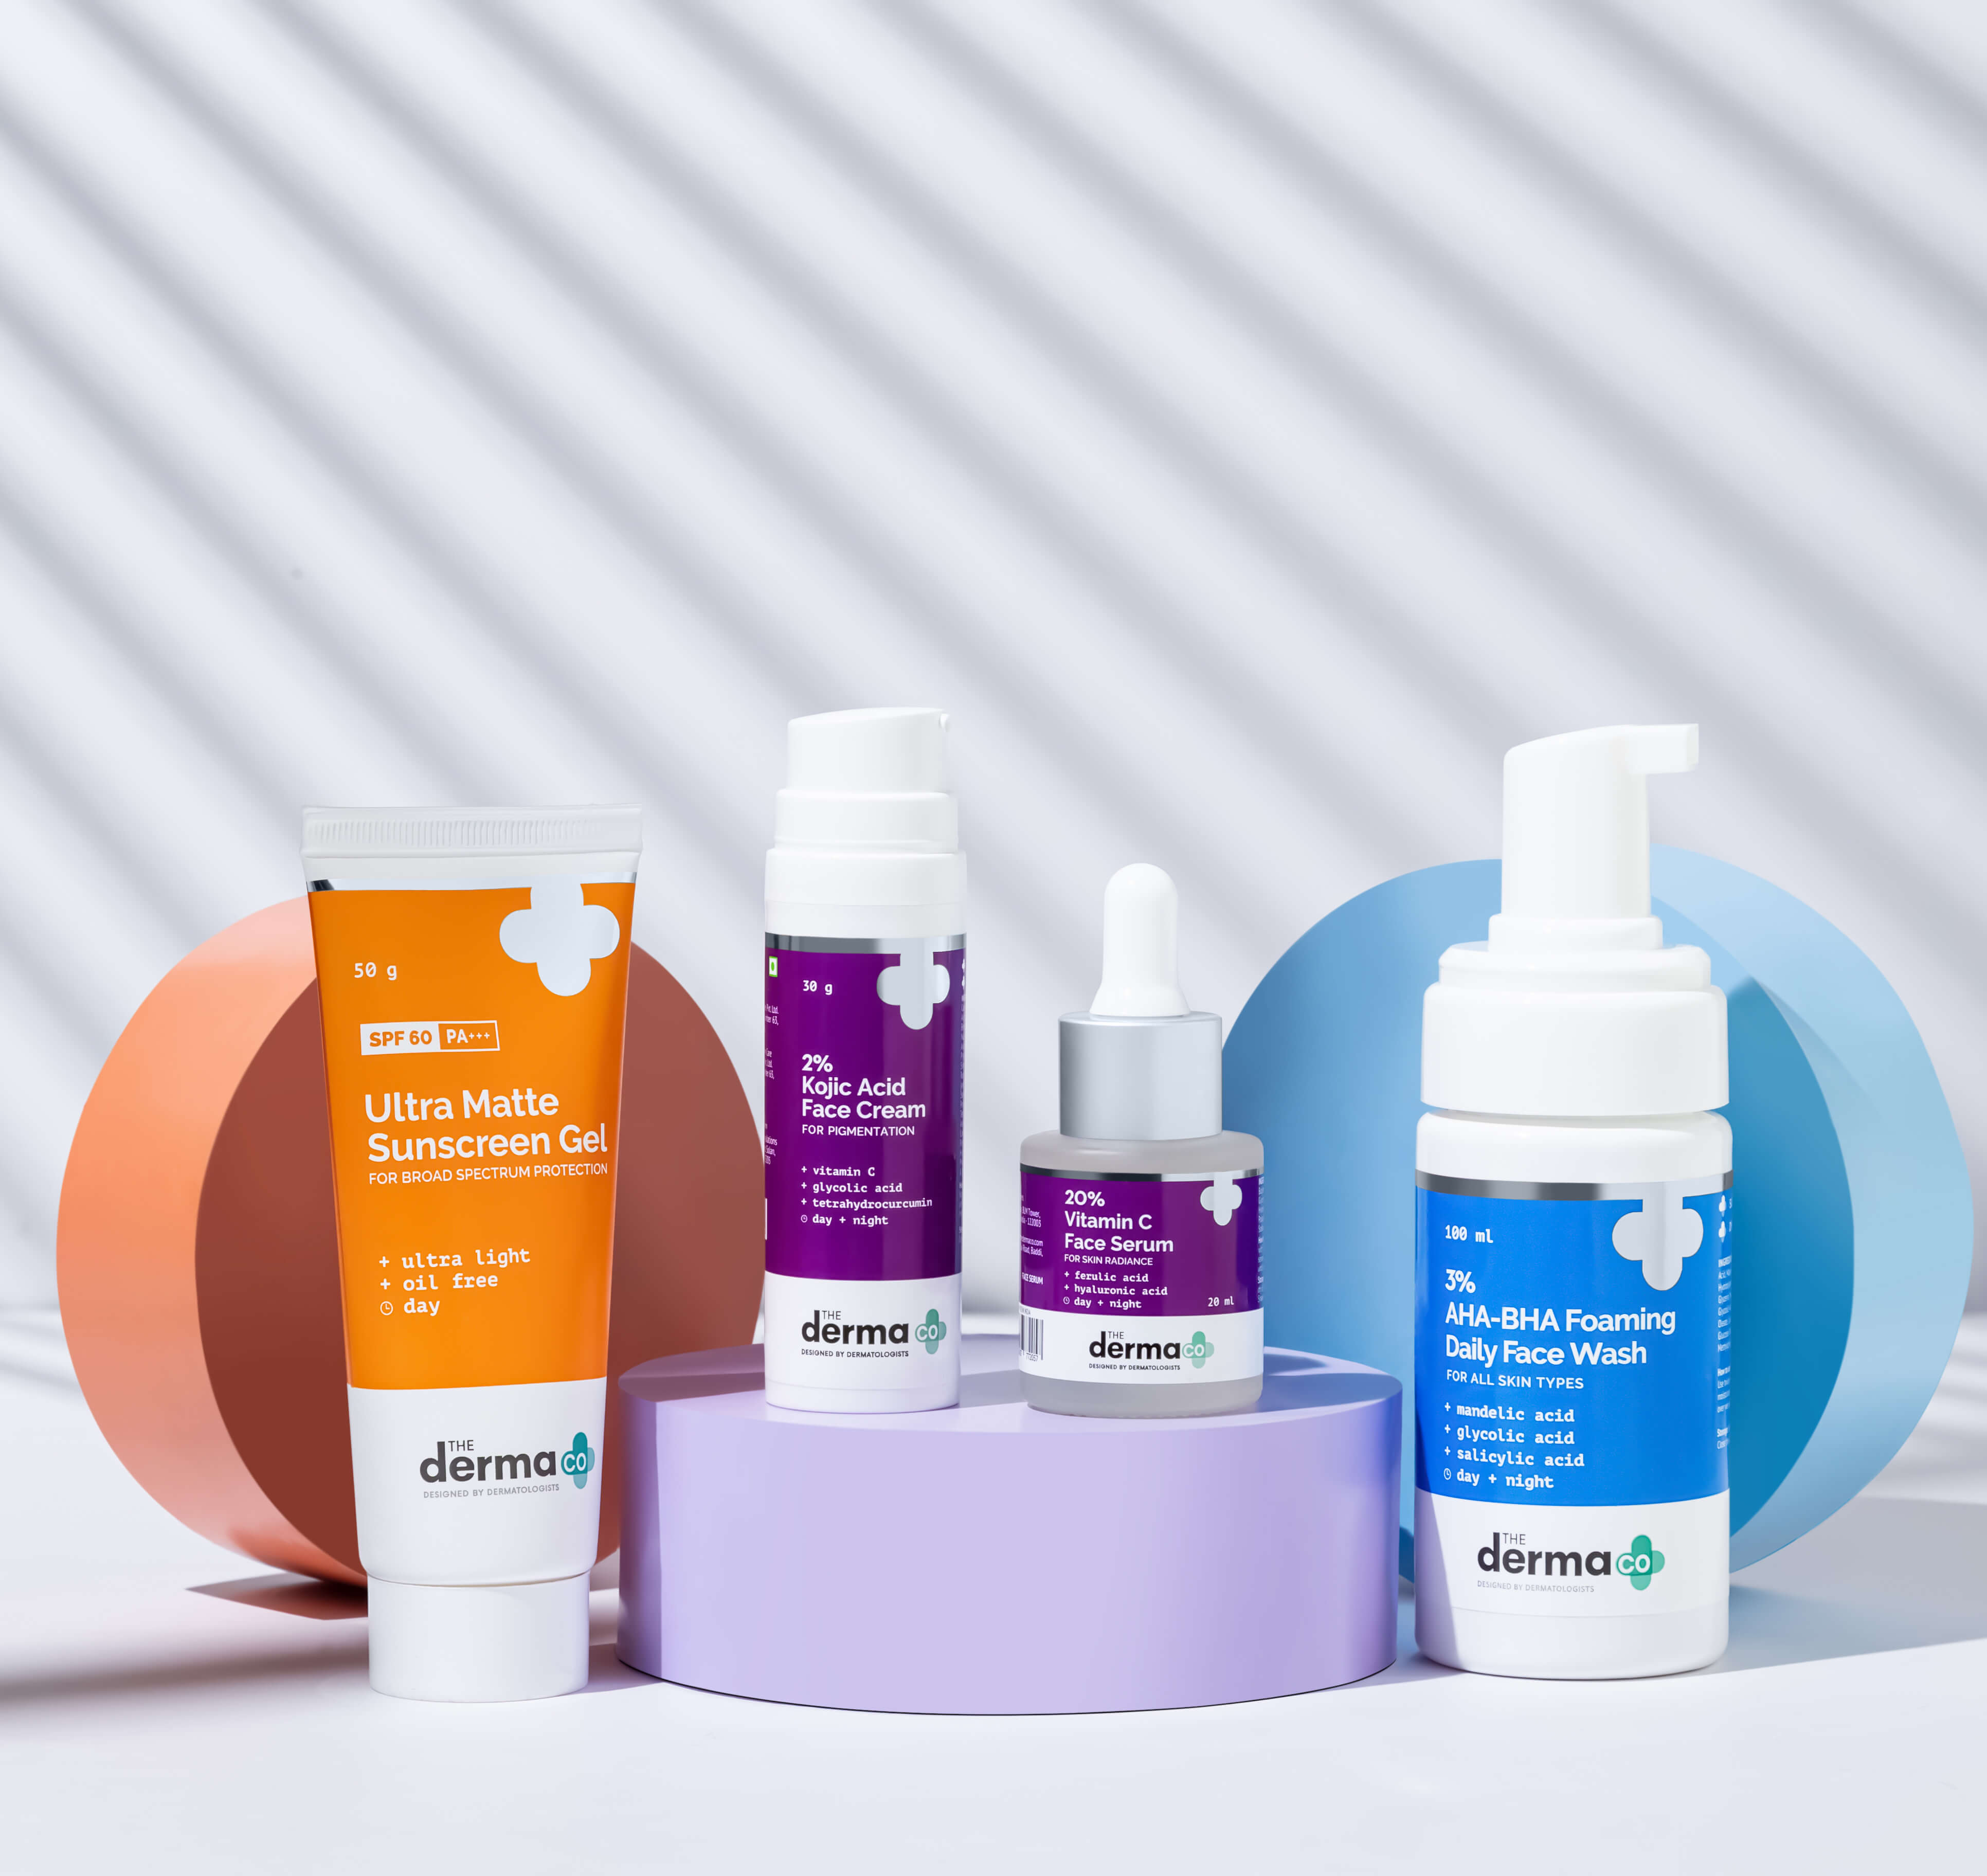 50 g
SPF 60 PA+++
Ultra Matte
Sunscreen Gel
FOR BROAD SPECTRUM PROTECTION
+ ultra light
+ oil free
day
THE
derma co
DESIGNED BY DERMATOLOGISTS
30 g
2%
Kojic Acid
Face Cream
FOR PIGMENTATION
+ vitamin C
+ glycolic acid
+ tetrahydrocurcumin
day + night
THE
derma co
DESIGNED BY DERMATOLOGISTS
20%
Vitamin C
Face Serum
FOR SKIN RADIANCE
+ ferulic acid
+ hyaluronic acid
day + night
20 ml
THE
derma co
DESIGNED BY DERMATOLOGISTS
100 ml
3%
AHA-BHA Foaming
Daily Face Wash
FOR ALL SKIN TYPES
+ mandelic acid
+ glycolic acid
+ salicylic acid
day + night
THE
derma co
DESIGNED BY DERMATOLOGISTS